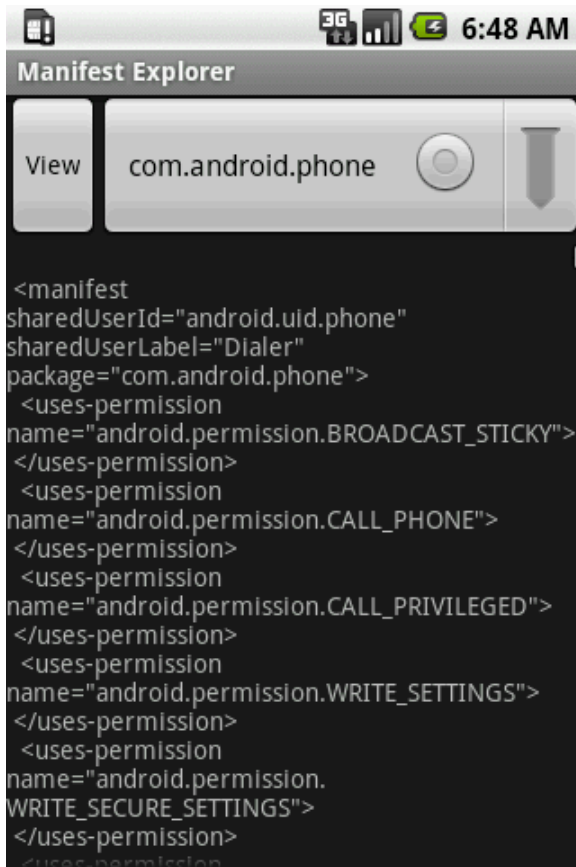 3G 6:48 AM
Manifest Explorer
View com.android.phone
<manifest
sharedUserId="android.uid.phone"
sharedUserLabel="Dialer"
package="com.android.phone">
<uses-permission
name="android.permission.BROADCAST_STICKY">
</uses-permission>
<uses-permission
name="android.permission.CALL_PHONE">
</uses-permission>
<uses-permission
name="android.permission.CALL_PRIVILEGED">
</uses-permission>
<uses-permission
name="android.permission.WRITE_SETTINGS">
</uses-permission>
<uses-permission
name="android.permission.
WRITE_SECURE_SETTINGS">
</uses-permission>
<uses-permission